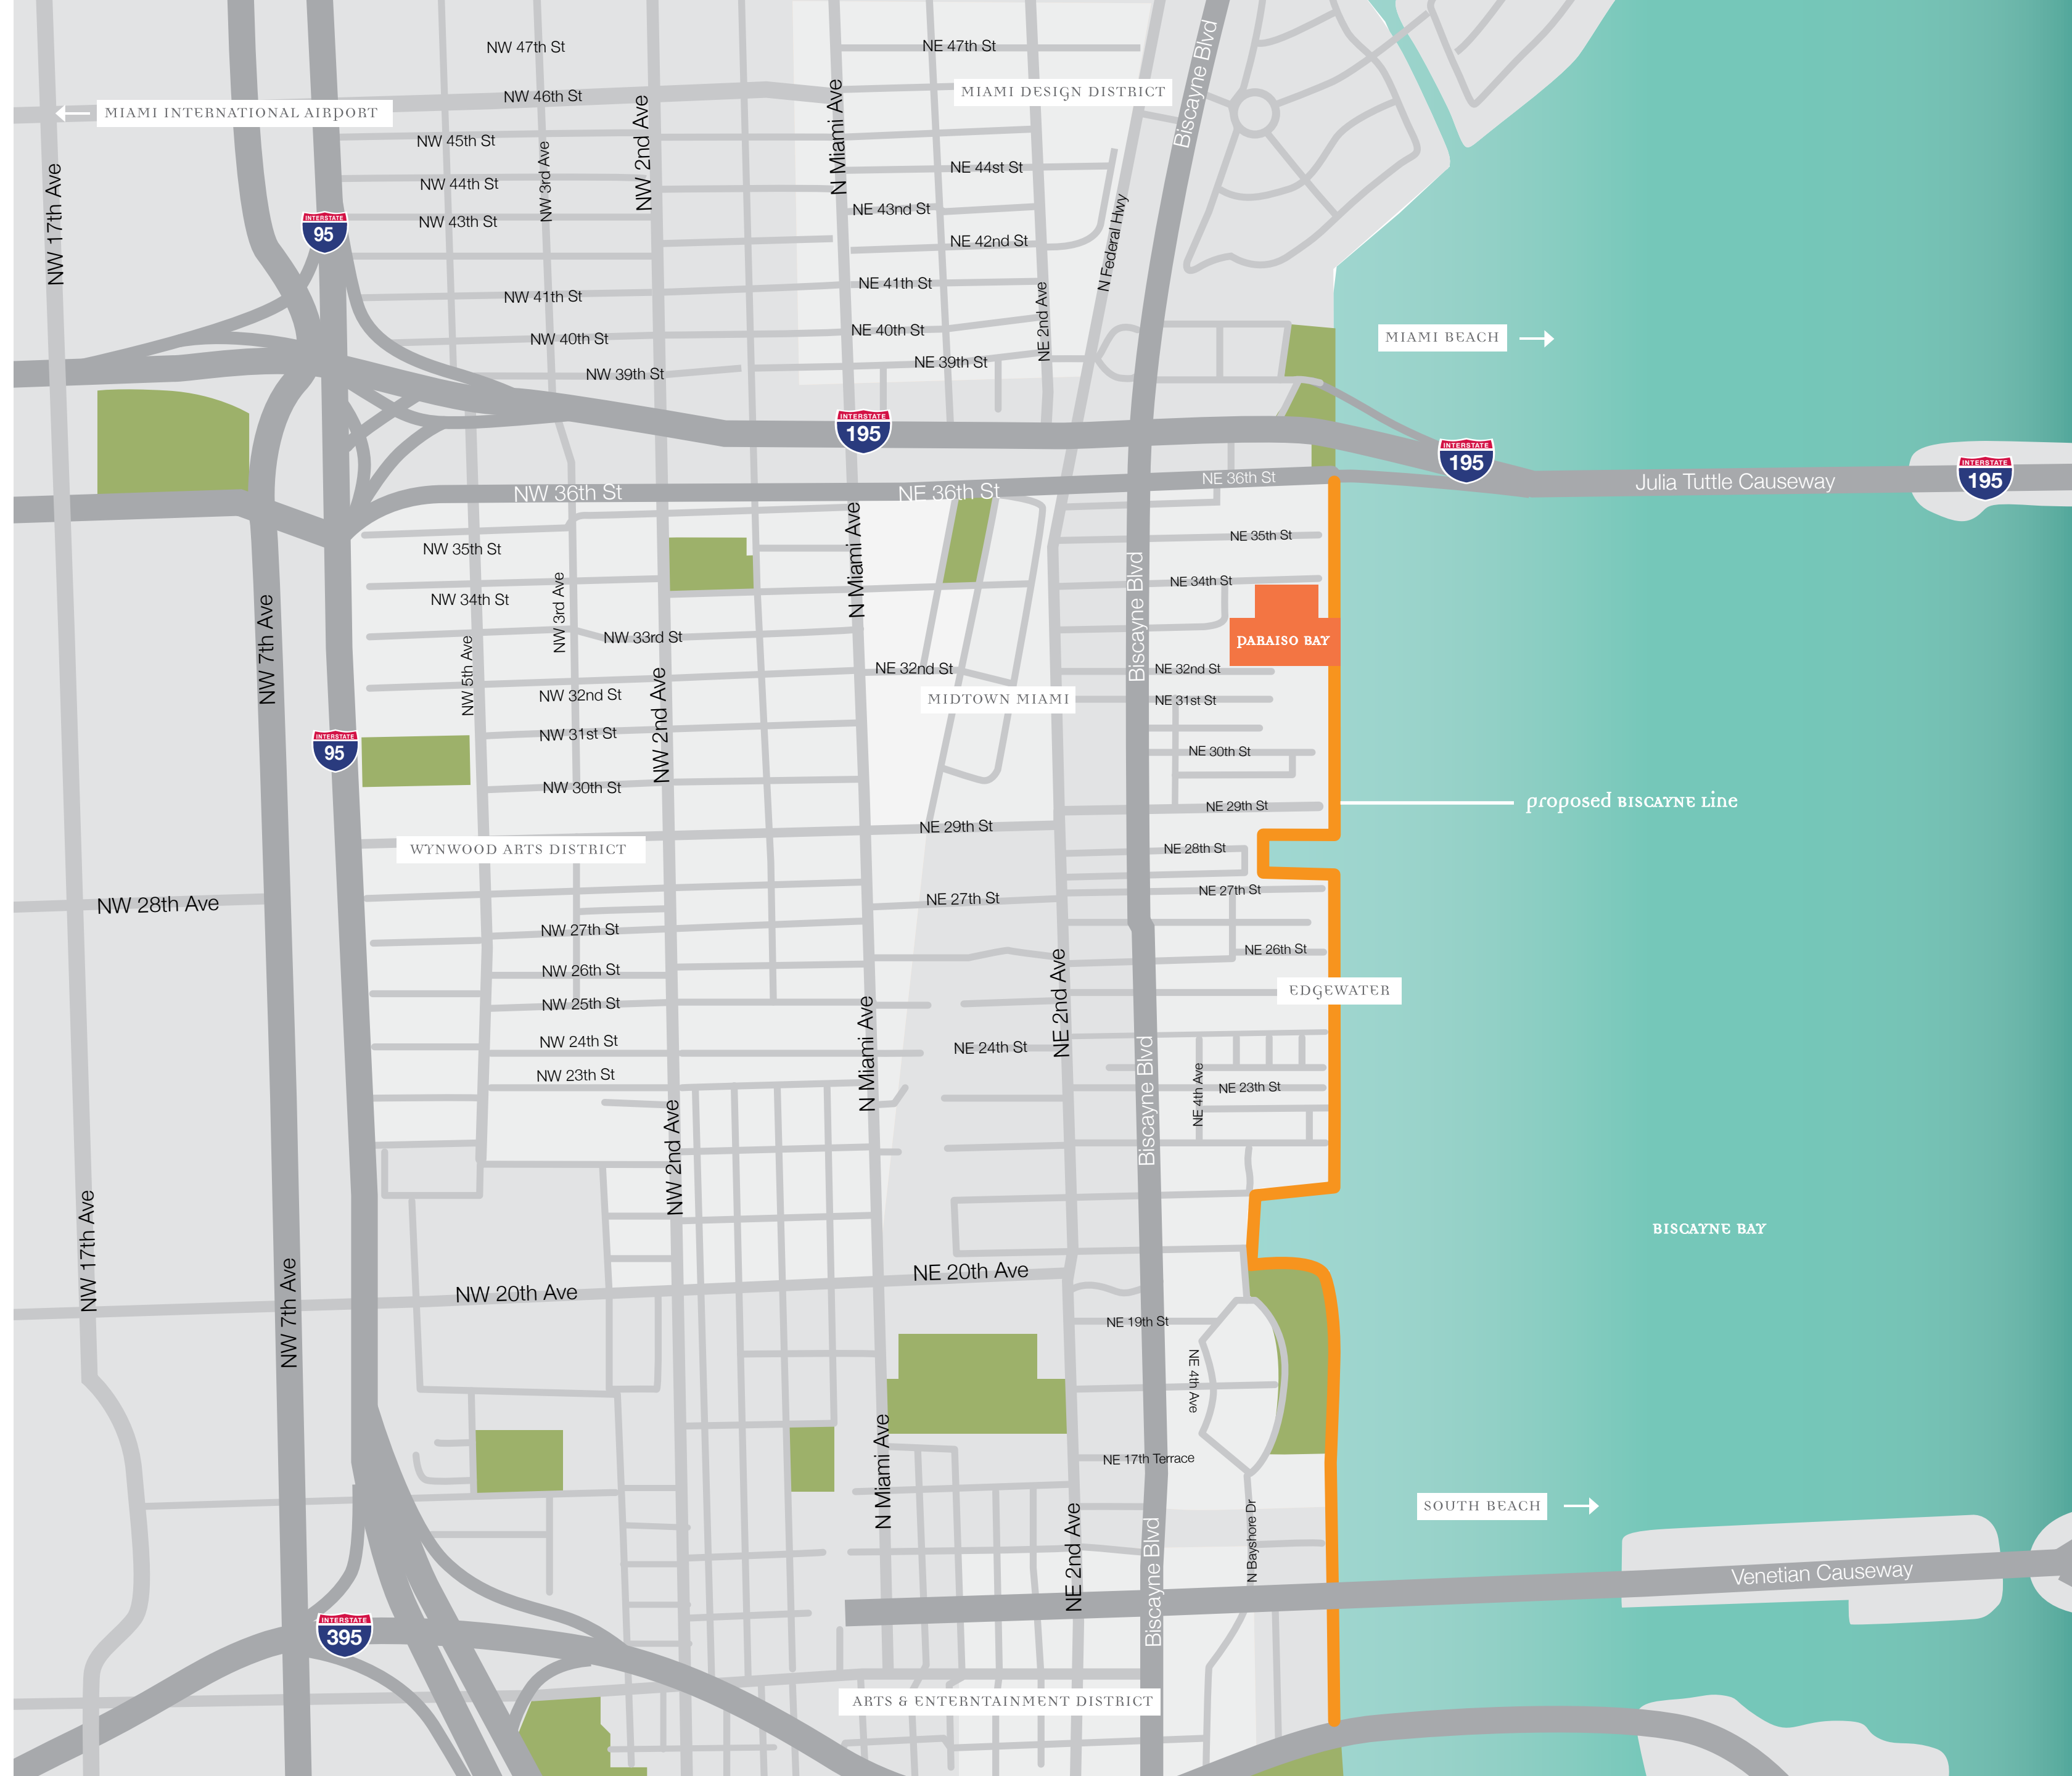 NW 47th St
NE 47th St
Biscayne Blvd
MIAMI DESIGN DISTRICT
NW 46th St
MIAMI INTERNATIONAL AIRPORT
NW 2nd Ave
N Miami Ave
NW 45th St
NW 3rd Ave
NE 44st St
NW 44th St
NW 17th Ave
NE 43nd St
NW 43th St
INTERSTATE
95
NE 42nd St
N Federal Hwy
NE 41th St
NW 41th St
NE 2nd Ave
NE 40th St
NW 40th St
MIAMI BEACH
NE 39th St
NW 39th St
INTERSTATE
195
INTERSTATE
195
INTERSTATE
195
NE 36th St
Julia Tuttle Causeway
NW 36th St
NE 36th St
NE 35th St
NW 35th St
N Miami Ave
Biscayne Blvd
NE 34th St
NW 34th St
NW 3rd Ave
NW 7th Ave
NW 33rd St
PARAISO BAY
NW 5th Ave
NE 32nd St
NE 32nd St
NW 32nd St
MIDTOWN MIAMI
NE 31st St
NW 2nd Ave
NW 31st St
INTERSTATE
95
NE 30th St
NW 30th St
proposed BISCAYNE Line
NE 29th St
NE 29th St
WYNWOOD ARTS DISTRICT
NE 28th St
NE 27th St
NE 27th St
NW 28th Ave
NW 27th St
NE 26th St
NW 26th St
EDGEWATER
NE 2nd Ave
NW 25th St
NW 24th St
NE 24th St
N Miami Ave
NW 23th St
NE 23th St
NE 4th Ave
Biscayne Blvd
NW 2nd Ave
BISCAYNE BAY
NW 17th Ave
NE 20th Ave
NW 20th Ave
NW 7th Ave
NE 19th St
NE 4th Ave
NE 17th Terrace
N Miami Ave
SOUTH BEACH
N Bayshore Dr
NE 2nd Ave
Biscayne Blvd
Venetian Causeway
INTERSTATE
395
ARTS & ENTERNTAINMENT DISTRICT